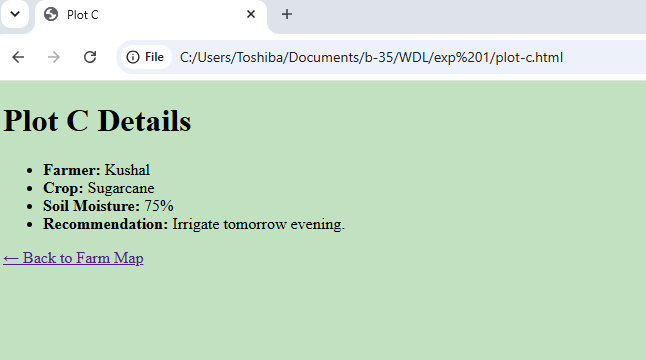 Plot C
File C:/Users/Toshiba/Documents/b-35/WDL/exp%201/plot-c.html
Plot C Details
• Farmer: Kushal
• Crop: Sugarcane
• Soil Moisture: 75%
• Recommendation: Irrigate tomorrow evening.
← Back to Farm Map